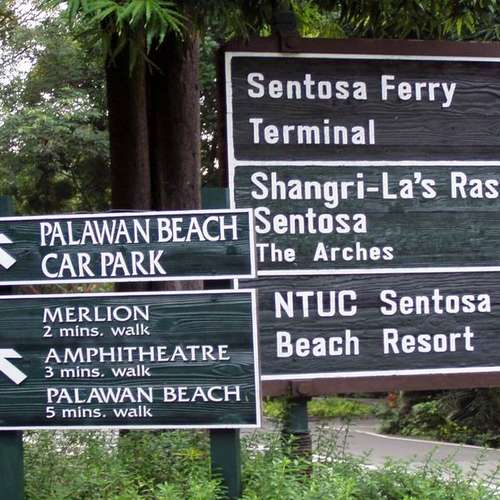 Sentosa Ferry
Terminal
Shangri-La's Ras
Sentosa
The Arches
NTUC Sentosa
Beach Resort
PALAWAN BEACH
CAR PARK
MERLION
2 mins. walk
AMPHITHEATRE
3 mins. walk
PALAWAN BEACH
5 mins. walk